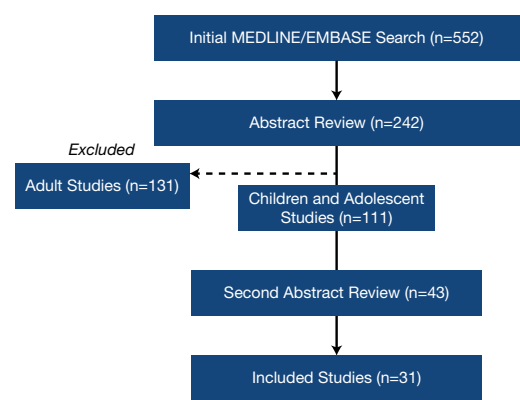 Initial MEDLINE/EMBASE Search (n=552)
Abstract Review (n=242)
Excluded
Adult Studies (n=131)
Children and Adolescent
Studies (n=111)
Second Abstract Review (n=43)
Included Studies (n=31)